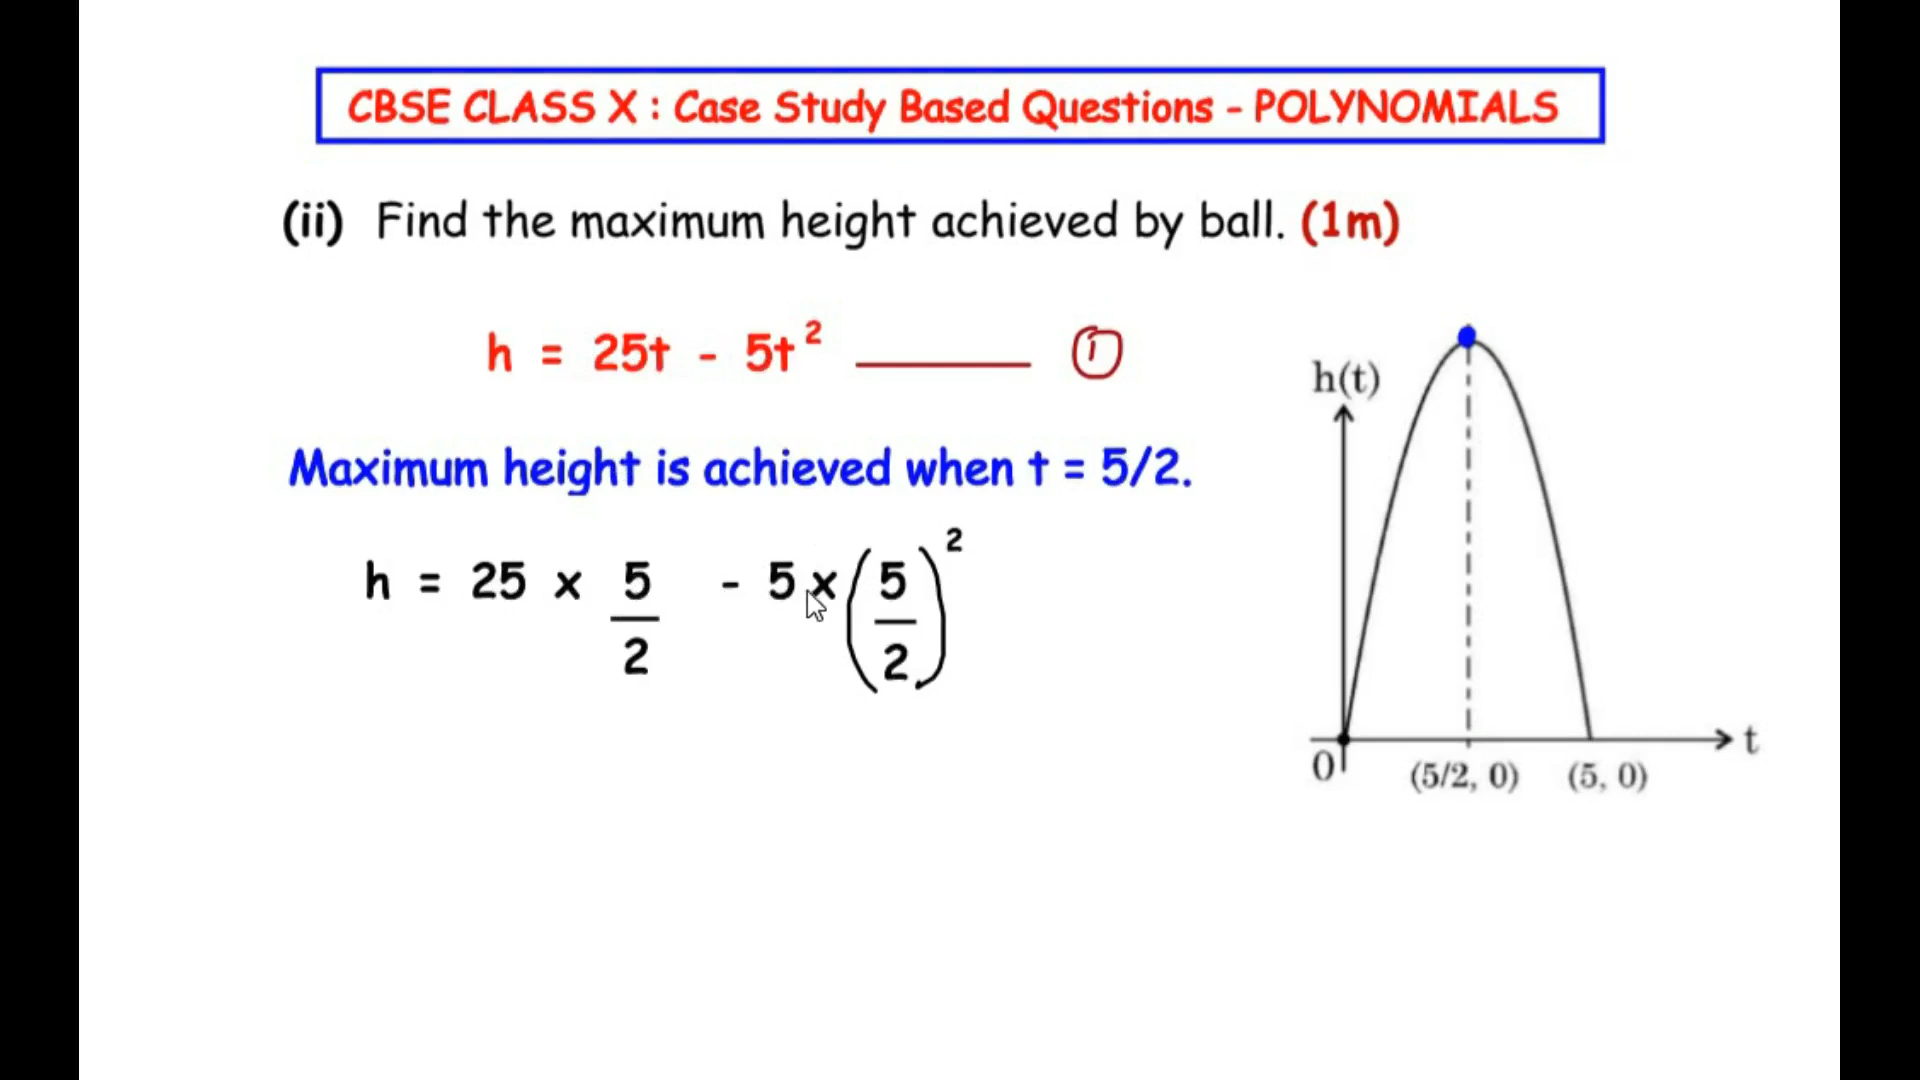 CBSE CLASS X : Case Study Based Questions - POLYNOMIALS
(ii) Find the maximum height achieved by ball. (1m)
h = 25t - 5t² ——— ①
Maximum height is achieved when t = 5/2.
h = 25 x 5/2 - 5x(5/2)²
h(t)
t
0
(5/2, 0) (5, 0)